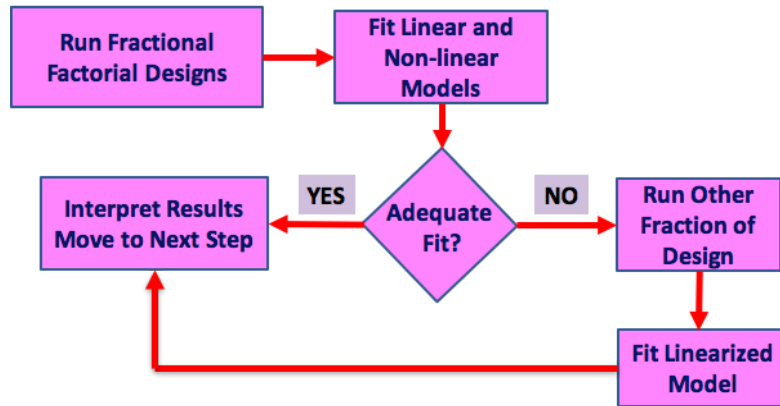 Run Fractional
Factorial Designs
Fit Linear and
Non-linear
Models
Adequate
Fit?
YES
Interpret Results
Move to Next Step
NO
Run Other
Fraction of
Design
Fit Linearized
Model